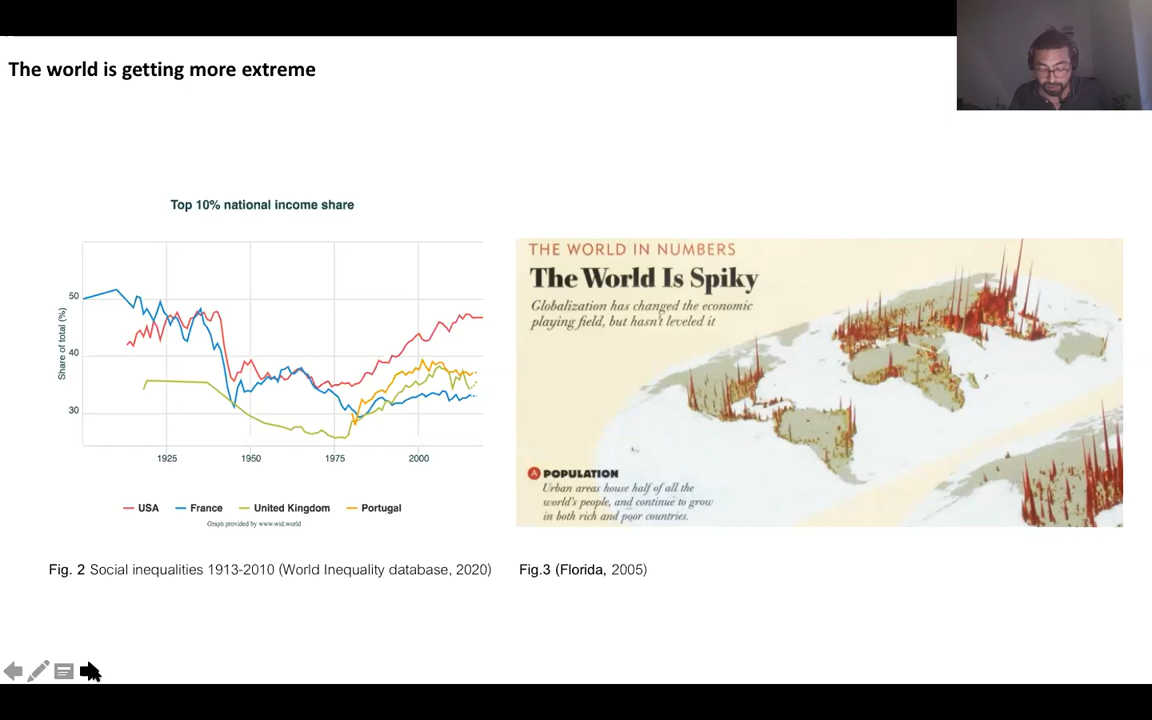 The world is getting more extreme
Top 10% national income share
Share of total (%)
50
40
30
1925 1950 1975 2000
USA France United Kingdom Portugal
Graph provided by www.wid.world
Fig. 2 Social inequalities 1913-2010 (World Inequality database, 2020)
THE WORLD IN NUMBERS
The World Is Spiky
Globalization has changed the economic
playing field, but hasn't leveled it
A POPULATION
Urban areas house half of all the
world's people, and continue to grow
in both rich and poor countries.
Fig.3 (Florida, 2005)